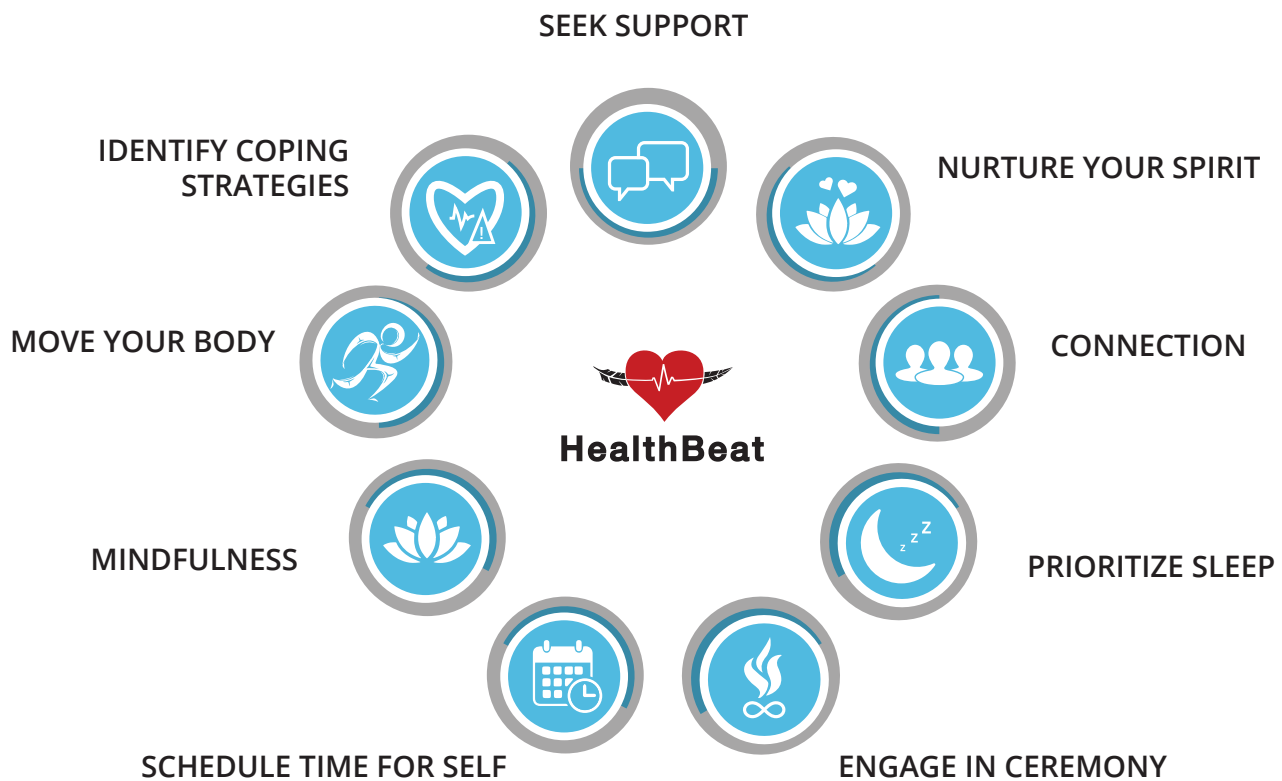 SEEK SUPPORT
IDENTIFY COPING
STRATEGIES
NURTURE YOUR SPIRIT
MOVE YOUR BODY
CONNECTION
HealthBeat
MINDFULNESS
z z Z
PRIORITIZE SLEEP
SCHEDULE TIME FOR SELF
ENGAGE IN CEREMONY